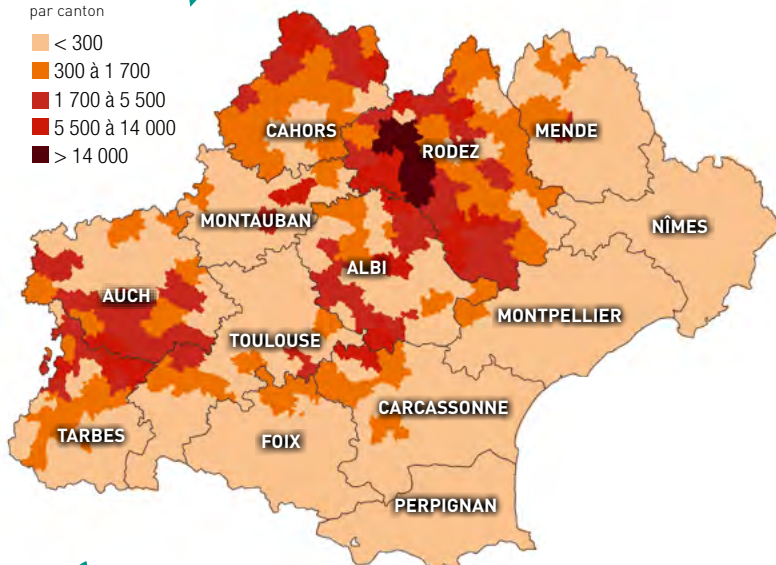 par canton
< 300
300 à 1 700
1 700 à 5 500
5 500 à 14 000
> 14 000
CAHORS
RODEZ
MENDE
MONTAUBAN
NÎMES
ALBI
AUCH
MONTPELLIER
TOULOUSE
CARCASSONNE
TARBES
FOIX
PERPIGNAN